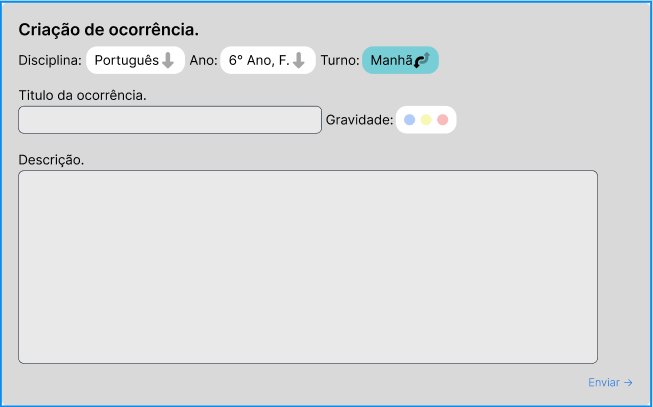 Criação de ocorrência.
Disciplina: Português Ano: 6° Ano, F. Turno: Manhã
Titulo da ocorrência.
Gravidade:
Descrição.
Enviar →